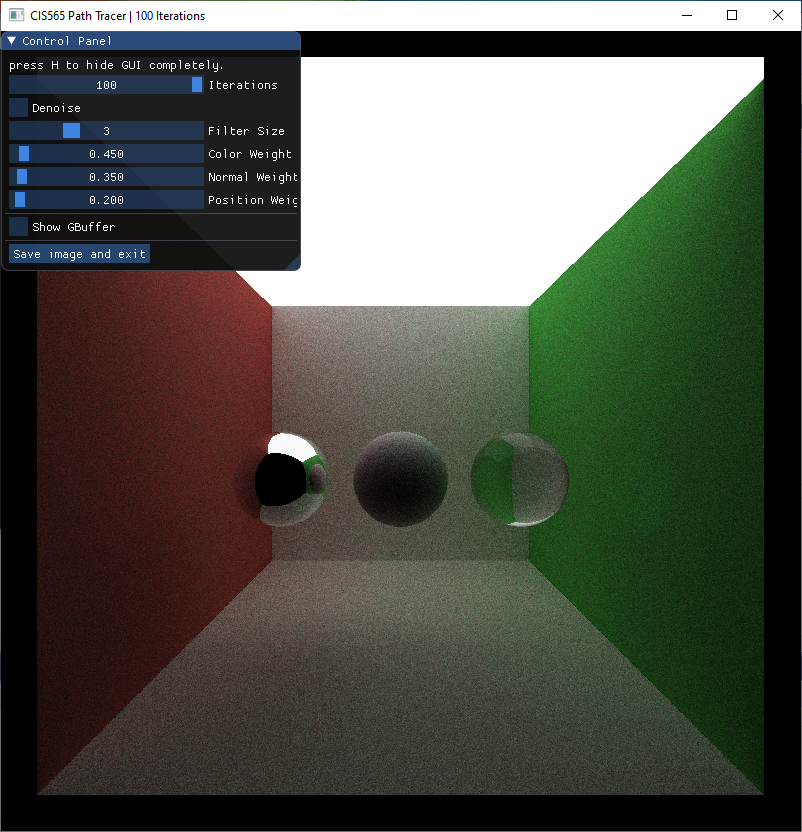 CIS565 Path Tracer | 100 Iterations
Control Panel
press H to hide GUI completely.
100 Iterations
Denoise
3 Filter Size
0.450 Color Weight
0.350 Normal Weight
0.200 Position Weig
Show GBuffer
Save image and exit